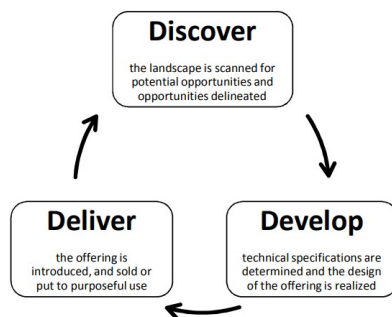 Discover
the landscape is scanned for
potential opportunities and
opportunities delineated
Deliver
the offering is
introduced, and sold or
put to purposeful use
Develop
technical specifications are
determined and the design
of the offering is realized